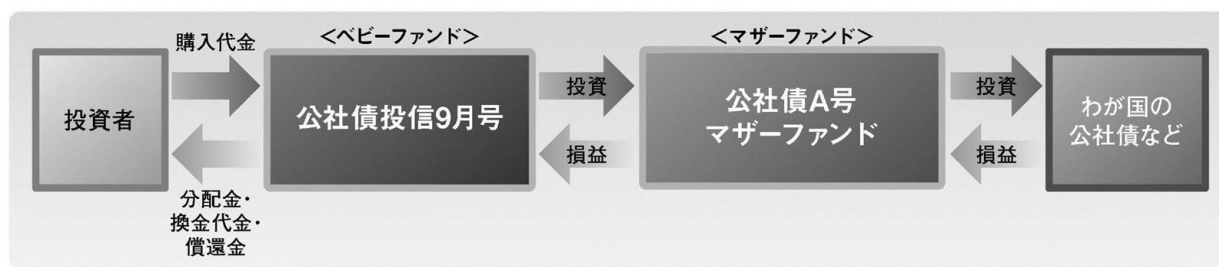 投資者
購入代金
分配金・
換金代金・
償還金
＜ベビーファンド＞
公社債投信9月号
投資
損益
＜マザーファンド＞
公社債A号
マザーファンド
投資
損益
わが国の
公社債など